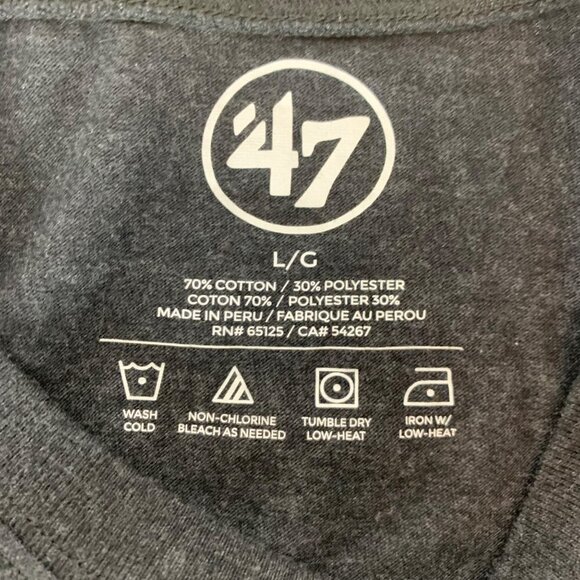 '47
L/G
70% COTTON / 30% POLYESTER
COTON 70% / POLYESTER 30%
MADE IN PERU / FABRIQUE AU PEROU
RN# 65125 / CA# 54267
WASH COLD
NON-CHLORINE BLEACH AS NEEDED
TUMBLE DRY LOW-HEAT
IRON W/ LOW-HEAT